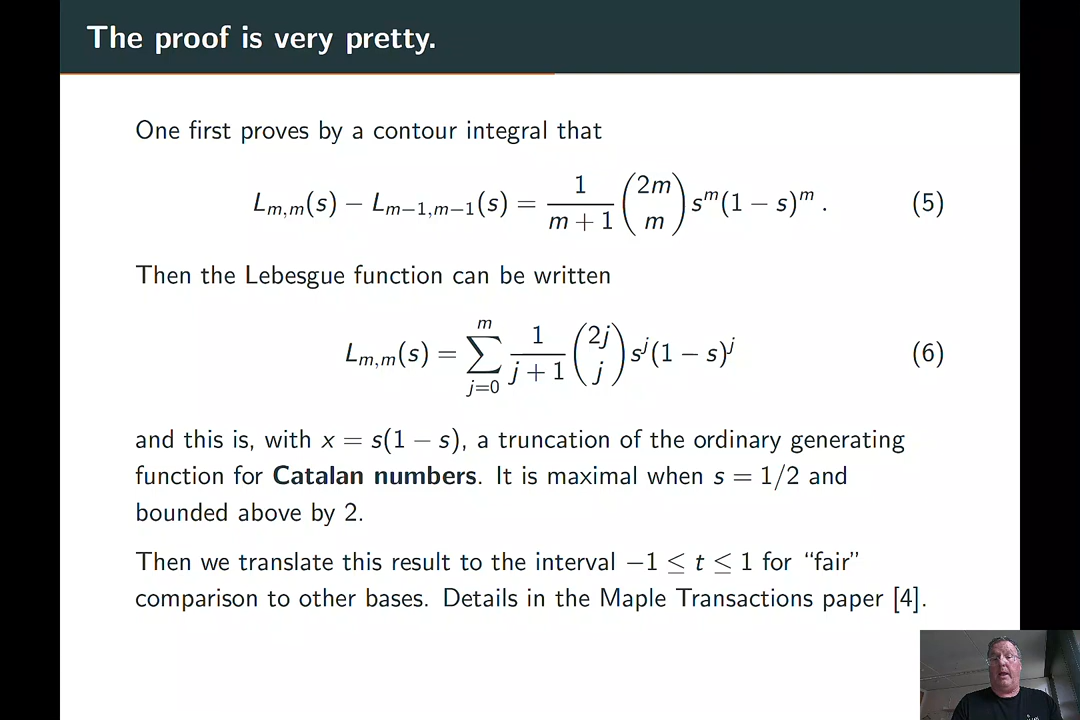 The proof is very pretty.
One first proves by a contour integral that
L_{m,m}(s) − L_{m−1,m−1}(s) = \frac{1}{m+1} \binom{2m}{m} s^m(1 − s)^m . (5)
Then the Lebesgue function can be written
L_{m,m}(s) = \sum_{j=0}^{m} \frac{1}{j+1} \binom{2j}{j} s^j(1 − s)^j (6)
and this is, with x = s(1 − s), a truncation of the ordinary generating
function for Catalan numbers. It is maximal when s = 1/2 and
bounded above by 2.
Then we translate this result to the interval −1 ≤ t ≤ 1 for “fair”
comparison to other bases. Details in the Maple Transactions paper [4].